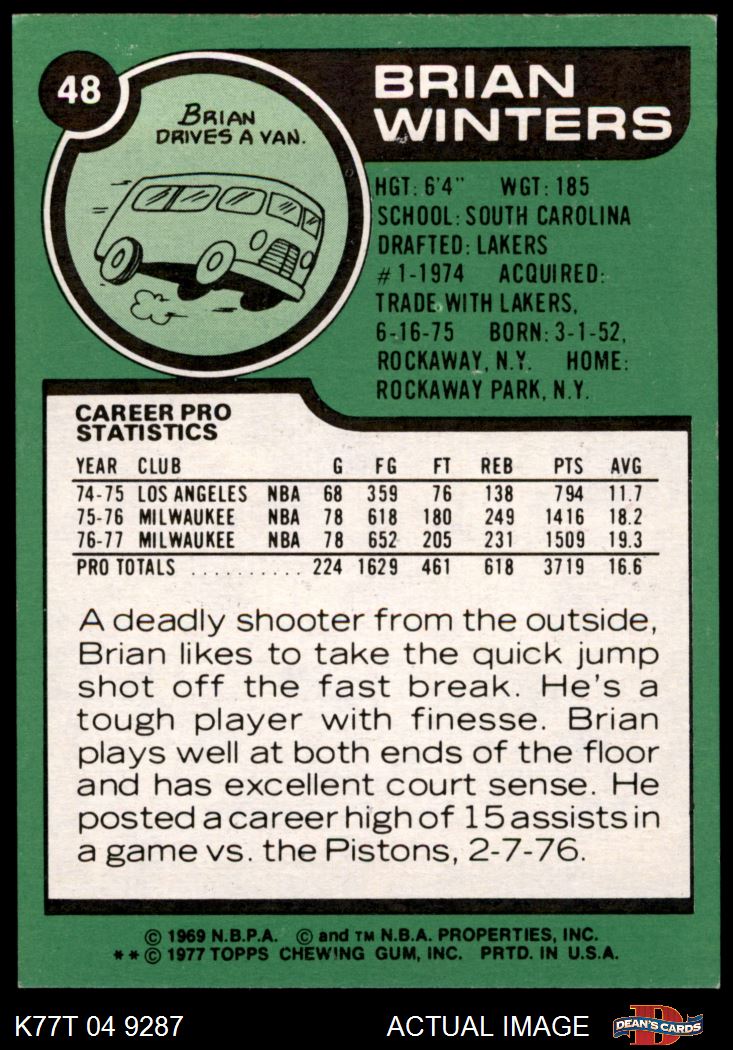 48
BRIAN
DRIVES A VAN.
BRIAN
WINTERS
HGT: 6'4" WGT: 185
SCHOOL: SOUTH CAROLINA
DRAFTED: LAKERS
#1-1974 ACQUIRED:
TRADE WITH LAKERS,
6-16-75 BORN: 3-1-52,
ROCKAWAY, N.Y. HOME:
ROCKAWAY PARK, N.Y.
CAREER PRO
STATISTICS
YEAR CLUB G FG FT REB PTS AVG
74-75 LOS ANGELES NBA 68 359 76 138 794 11.7
75-76 MILWAUKEE NBA 78 618 180 249 1416 18.2
76-77 MILWAUKEE NBA 78 652 205 231 1509 19.3
PRO TOTALS .......... 224 1629 461 618 3719 16.6
A deadly shooter from the outside,
Brian likes to take the quick jump
shot off the fast break. He's a
tough player with finesse. Brian
plays well at both ends of the floor
and has excellent court sense. He
posted a career high of 15 assists in
a game vs. the Pistons, 2-7-76.
© 1969 N.B.P.A. © and TM N.B.A. PROPERTIES, INC.
**© 1977 TOPPS CHEWING GUM, INC. PRTD. IN U.S.A.
K77T 04 9287 ACTUAL IMAGE D DEAN'S CARDS